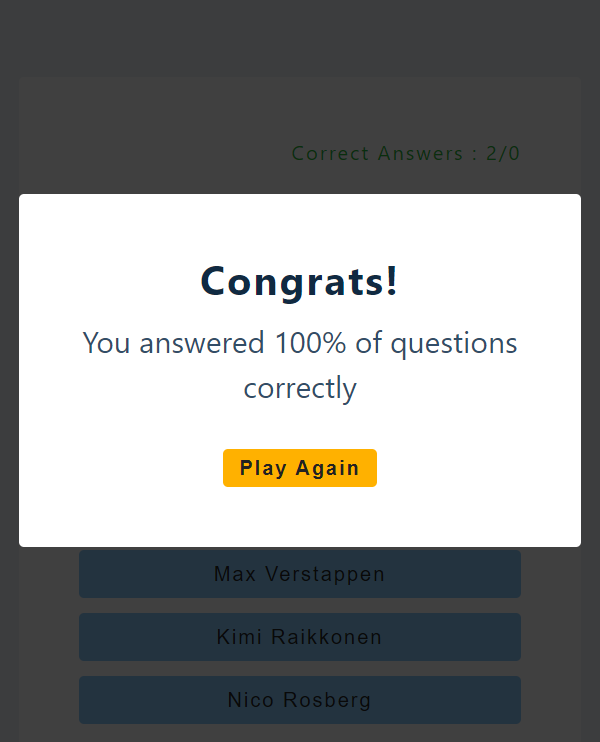 Correct Answers : 2/0
Congrats!
You answered 100% of questions
correctly
Play Again
Max Verstappen
Kimi Raikkonen
Nico Rosberg